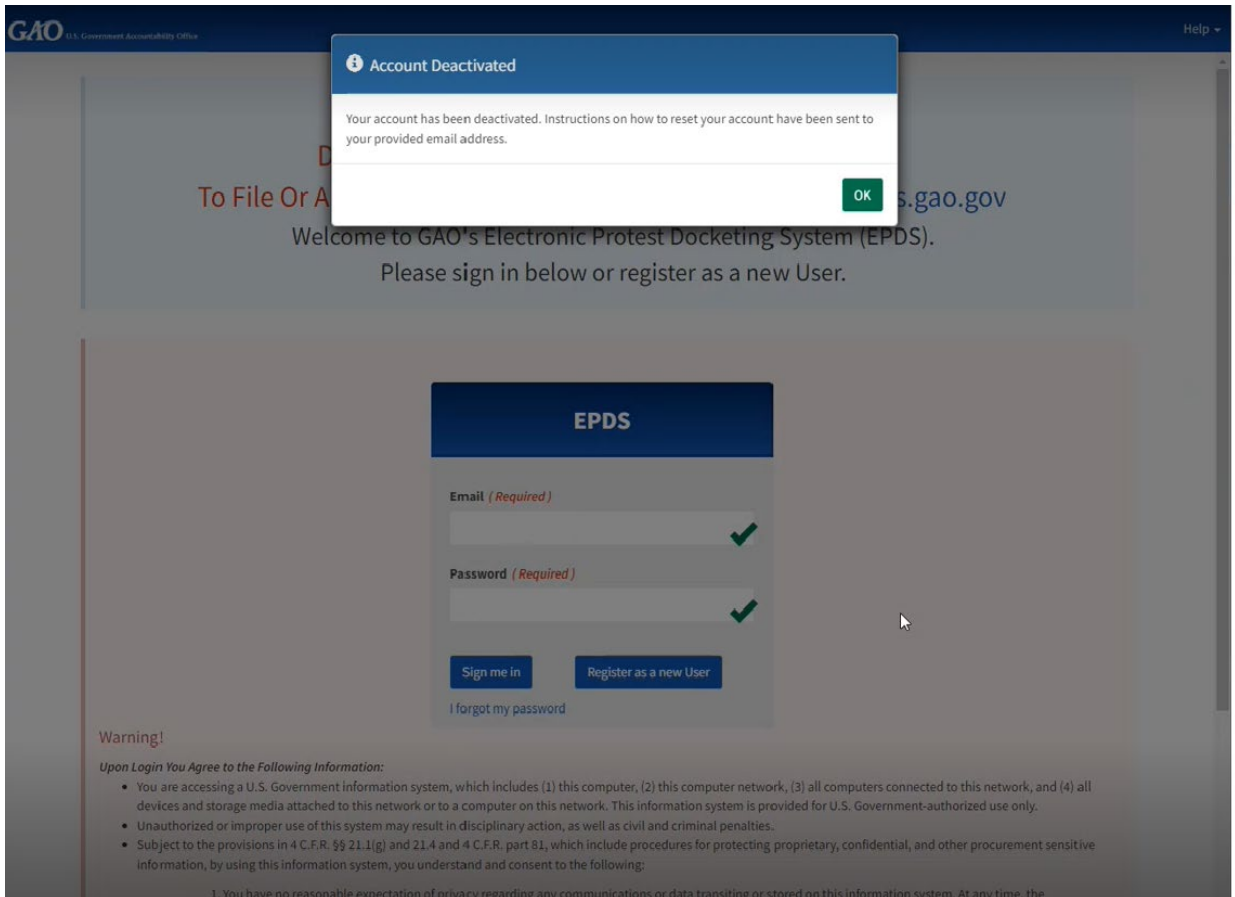 GAO U.S. Government Accountability Office
Help
Account Deactivated
Your account has been deactivated. Instructions on how to reset your account have been sent to
your provided email address.
OK
D
To File Or A s.gao.gov
Welcome to GAO's Electronic Protest Docketing System (EPDS).
Please sign in below or register as a new User.
EPDS
Email (Required)
Password (Required)
Sign me in
Register as a new User
I forgot my password
Warning!
Upon Login You Agree to the Following Information:
• You are accessing a U.S. Government information system, which includes (1) this computer, (2) this computer network, (3) all computers connected to this network, and (4) all
devices and storage media attached to this network or to a computer on this network. This information system is provided for U.S. Government-authorized use only.
• Unauthorized or improper use of this system may result in disciplinary action, as well as civil and criminal penalties.
• Subject to the provisions in 4 C.F.R. §§ 21.1(g) and 21.4 and 4 C.F.R. part 81, which include procedures for protecting proprietary, confidential, and other procurement sensitive
information, by using this information system, you understand and consent to the following:
1. You have no reasonable expectation of privacy regarding any communications or data transiting or stored on this information system. At any time, the